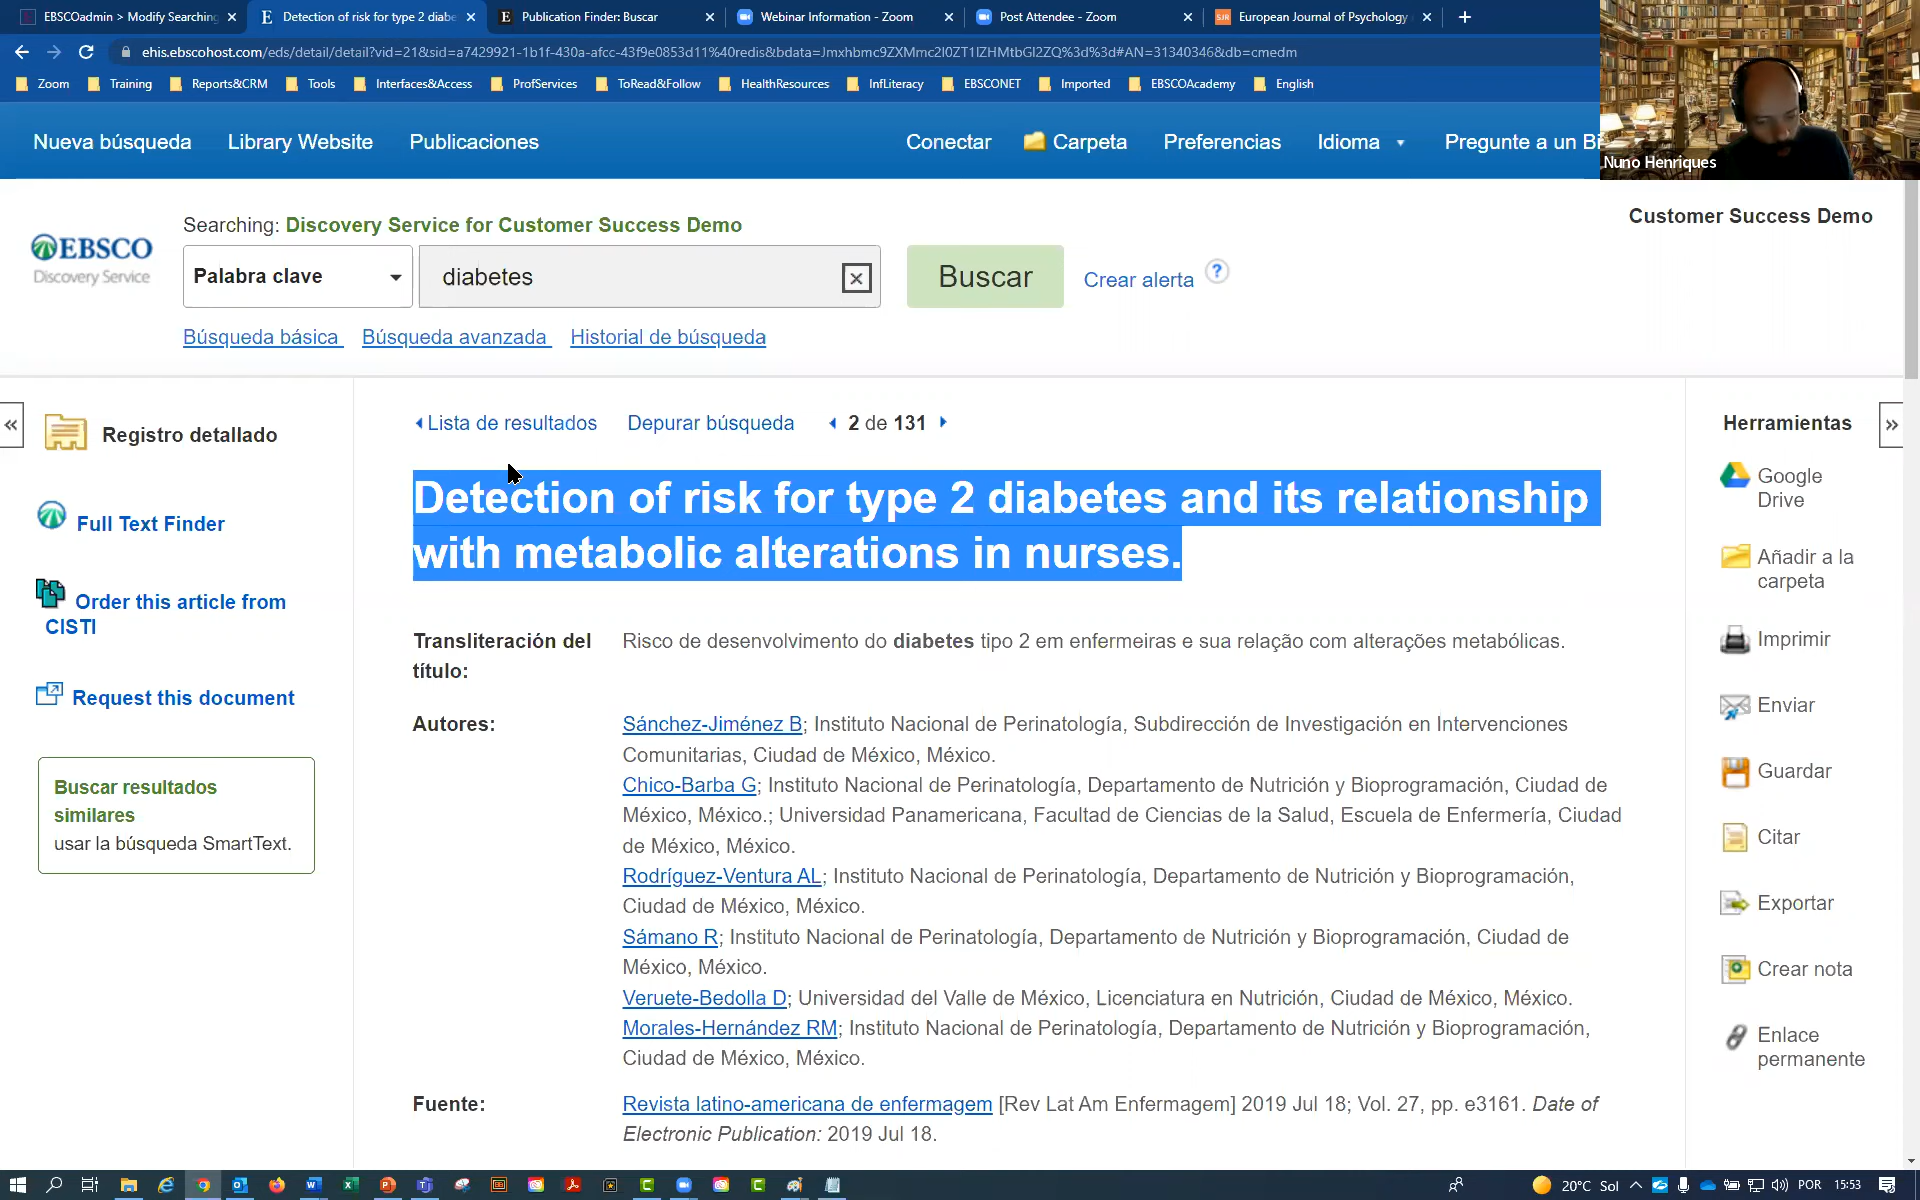 EBSCOadmin > Modify Searching
Detection of risk for type 2 diabe
Publication Finder: Buscar
Webinar Information - Zoom
Post Attendee - Zoom
European Journal of Psychology
ehis.ebscohost.com/eds/detail/detail?vid=21&sid=a7429921-1b1f-430a-afcc-43f9e0853d11%40redis&bdata=Jmxhbmc9ZXMmc2l0ZT1lZHMtbGl2ZQ%3d%3d#AN=31340346&db=cmedm
Zoom Training Reports&CRM Tools Interfaces&Access ProfServices ToRead&Follow HealthResources InfLiteracy EBSCONET Imported EBSCOAcademy English
Nueva búsqueda Library Website Publicaciones Conectar Carpeta Preferencias Idioma Pregunte a un Bi
Nuno Henriques
Searching: Discovery Service for Customer Success Demo
Customer Success Demo
EBSCO
Discovery Service
Palabra clave diabetes Buscar Crear alerta ?
Búsqueda básica Búsqueda avanzada Historial de búsqueda
«
Registro detallado
Full Text Finder
Order this article from
CISTI
Request this document
Buscar resultados
similares
usar la búsqueda SmartText.
Lista de resultados Depurar búsqueda 2 de 131
Detection of risk for type 2 diabetes and its relationship
with metabolic alterations in nurses.
Transliteración del
título:
Risco de desenvolvimento do diabetes tipo 2 em enfermeiras e sua relação com alterações metabólicas.
Autores:
Sánchez-Jiménez B; Instituto Nacional de Perinatología, Subdirección de Investigación en Intervenciones
Comunitarias, Ciudad de México, México.
Chico-Barba G; Instituto Nacional de Perinatología, Departamento de Nutrición y Bioprogramación, Ciudad de
México, México.; Universidad Panamericana, Facultad de Ciencias de la Salud, Escuela de Enfermería, Ciudad
de México, México.
Rodríguez-Ventura AL; Instituto Nacional de Perinatología, Departamento de Nutrición y Bioprogramación,
Ciudad de México, México.
Sámano R; Instituto Nacional de Perinatología, Departamento de Nutrición y Bioprogramación, Ciudad de
México, México.
Veruete-Bedolla D; Universidad del Valle de México, Licenciatura en Nutrición, Ciudad de México, México.
Morales-Hernández RM; Instituto Nacional de Perinatología, Departamento de Nutrición y Bioprogramación,
Ciudad de México, México.
Fuente:
Revista latino-americana de enfermagem [Rev Lat Am Enfermagem] 2019 Jul 18; Vol. 27, pp. e3161. Date of
Electronic Publication: 2019 Jul 18.
Herramientas
»
Google
Drive
Añadir a la
carpeta
Imprimir
Enviar
Guardar
Citar
Exportar
Crear nota
Enlace
permanente
20°C Sol POR 15:53